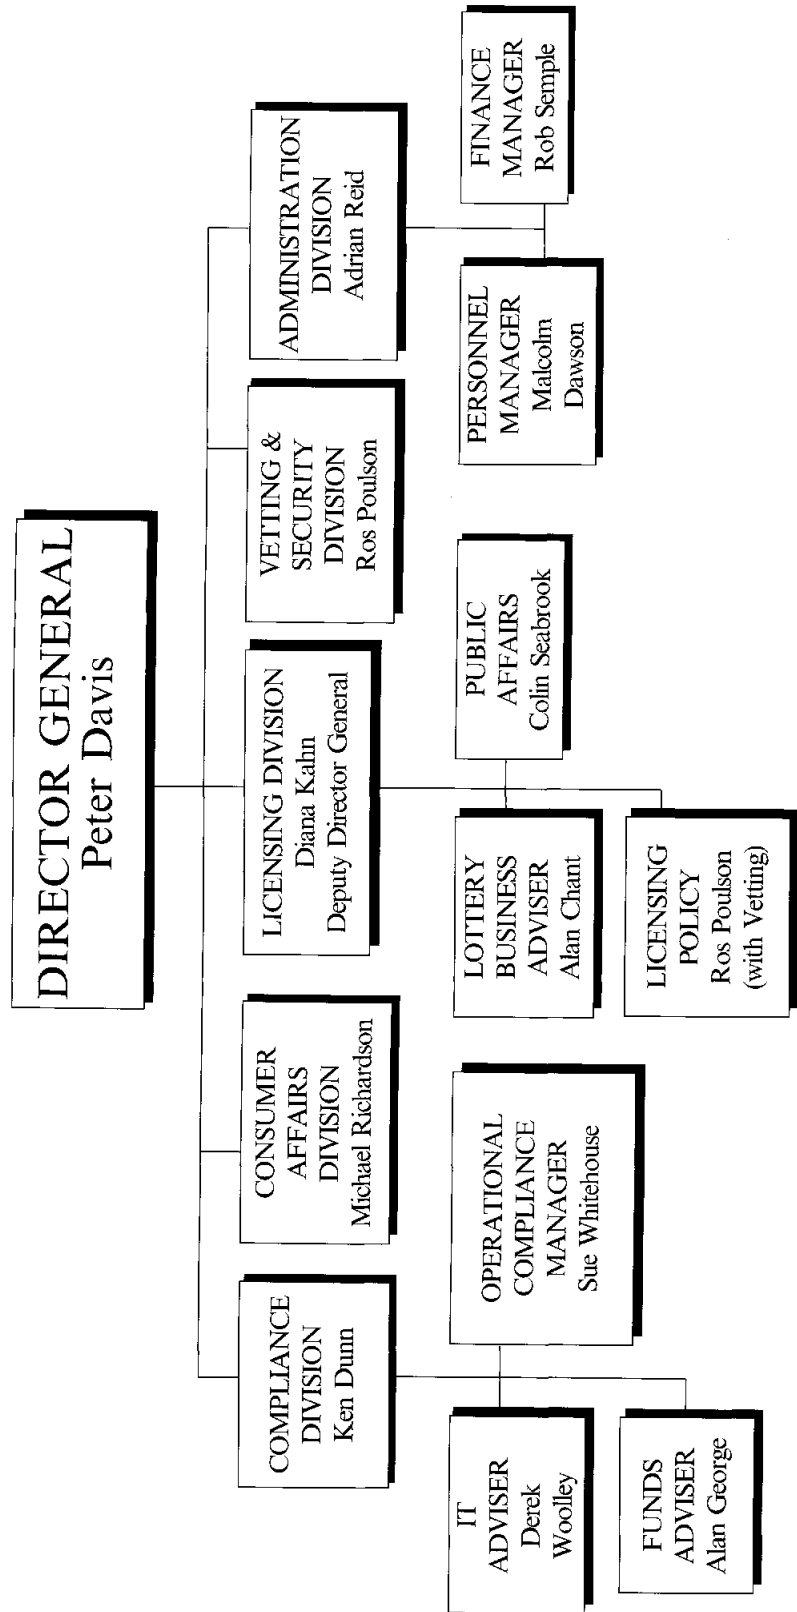 DIRECTOR GENERAL
Peter Davis
COMPLIANCE
DIVISION
Ken Dunn
CONSUMER
AFFAIRS
DIVISION
Michael Richardson
LICENSING DIVISION
Diana Kahn
Deputy Director General
VETTING &
SECURITY
DIVISION
Ros Poulson
ADMINISTRATION
DIVISION
Adrian Reid
IT
ADVISER
Derek
Woolley
OPERATIONAL
COMPLIANCE
MANAGER
Sue Whitehouse
LOTTERY
BUSINESS
ADVISER
Alan Chant
PUBLIC
AFFAIRS
Colin Seabrook
PERSONNEL
MANAGER
Malcolm
Dawson
FINANCE
MANAGER
Rob Semple
FUNDS
ADVISER
Alan George
LICENSING
POLICY
Ros Poulson
(with Vetting)